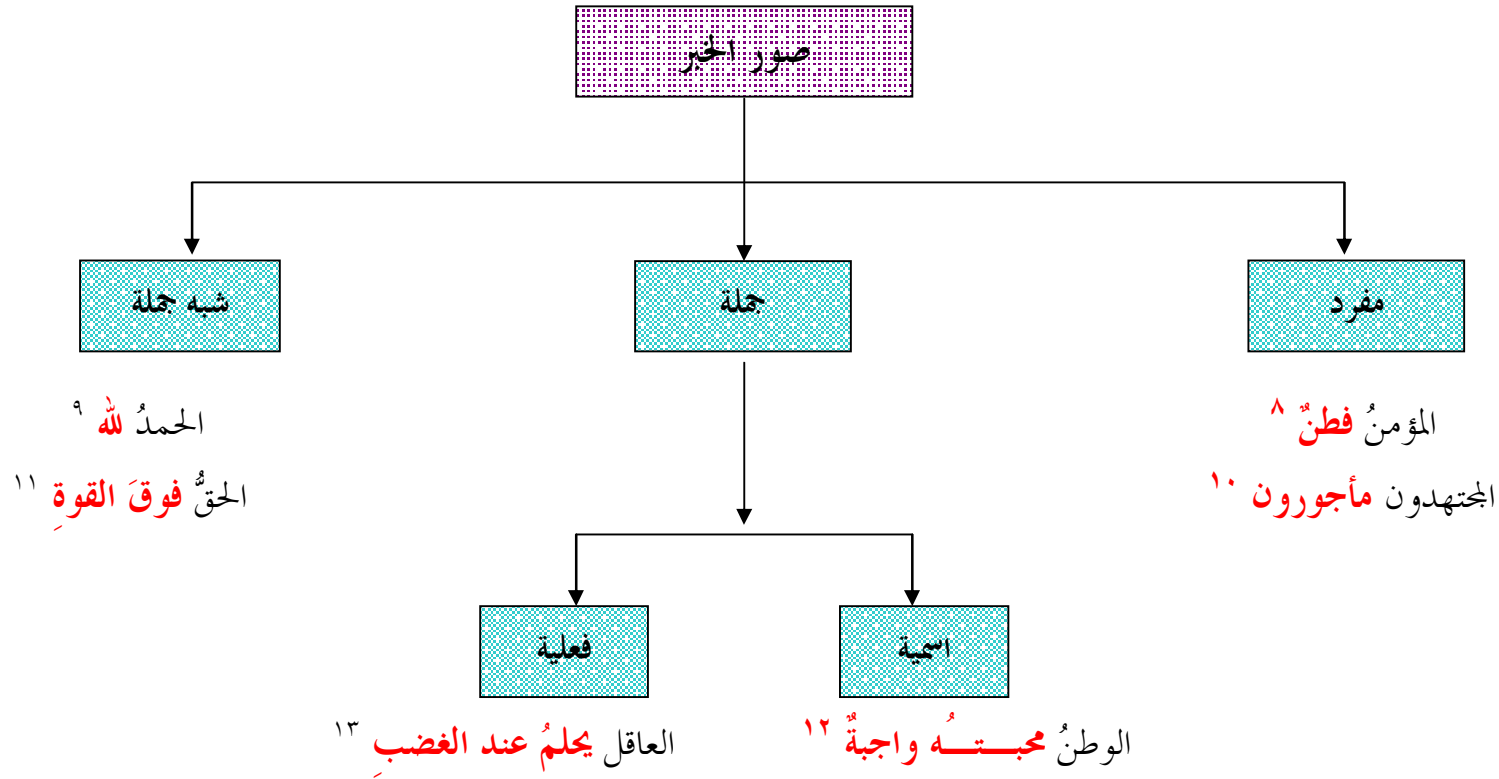 صور الخبر
مفرد
جملة
شبه جملة
المؤمنُ فطنٌ ٨
الحمدُ لله ٩
المجتهدون مأجورون ١٠
الحقُّ فوقَ القوةِ ١١
اسمية
فعلية
الوطنُ محبـــتـــُه واجبةٌ ١٢
العاقل يحلمُ عند الغضبِ ١٣